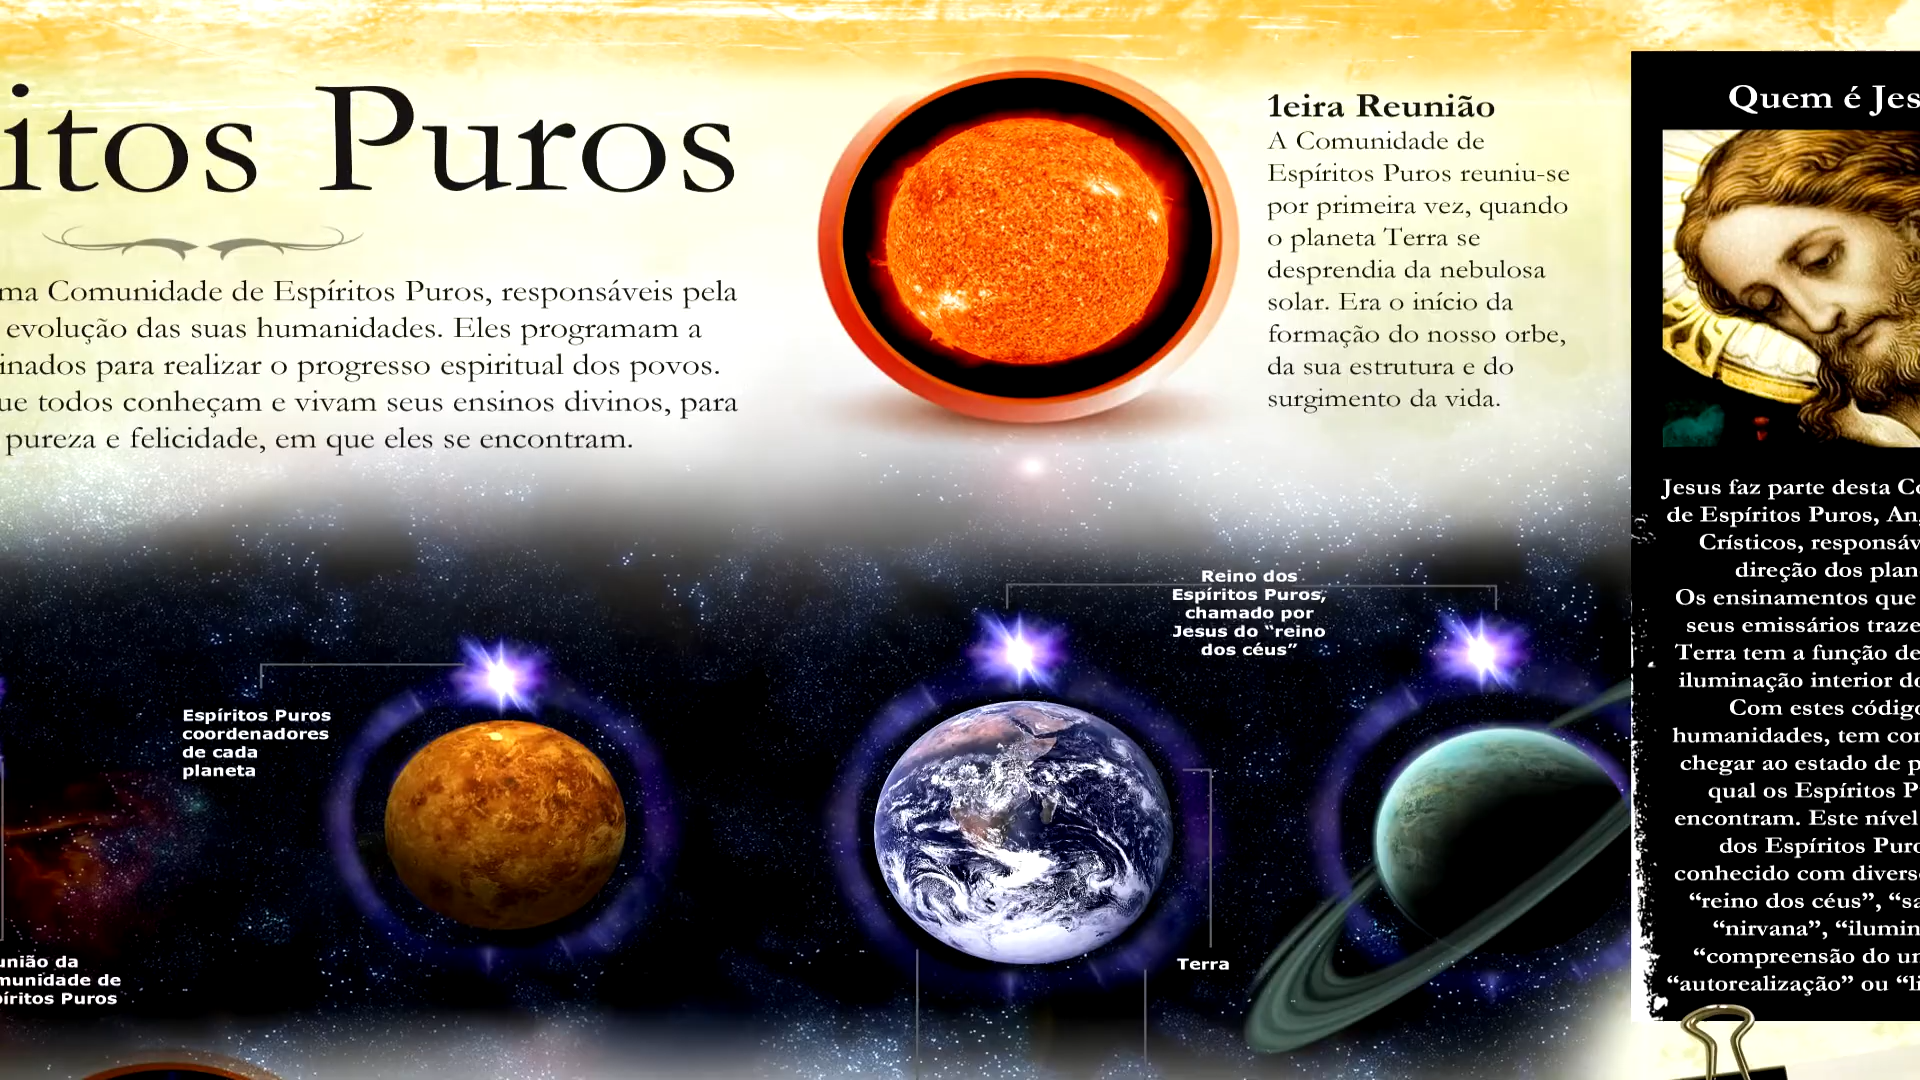 itos Puros
ma Comunidade de Espíritos Puros, responsáveis pela
evolução das suas humanidades. Eles programam a
inados para realizar o progresso espiritual dos povos.
ue todos conheçam e vivam seus ensinos divinos, para
pureza e felicidade, em que eles se encontram.
1eira Reunião
A Comunidade de
Espíritos Puros reuniu-se
por primeira vez, quando
o planeta Terra se
desprendia da nebulosa
solar. Era o início da
formação do nosso orbe,
da sua estrutura e do
surgimento da vida.
Reino dos
Espíritos Puros,
chamado por
Jesus do “reino
dos céus”
Espíritos Puros
coordenadores
de cada
planeta
Terra
união da
munidade de
píritos Puros
Quem é Jes
Jesus faz parte desta Co
de Espíritos Puros, An
Crísticos, responsáv
direção dos plan
Os ensinamentos que
seus emissários traze
Terra tem a função de
iluminação interior do
Com estes código
humanidades, tem con
chegar ao estado de p
qual os Espíritos P
encontram. Este nível
dos Espíritos Puro
conhecido com divers
“reino dos céus”, “sa
“nirvana”, “ilumin
“compreensão do un
“autorealização” ou “li